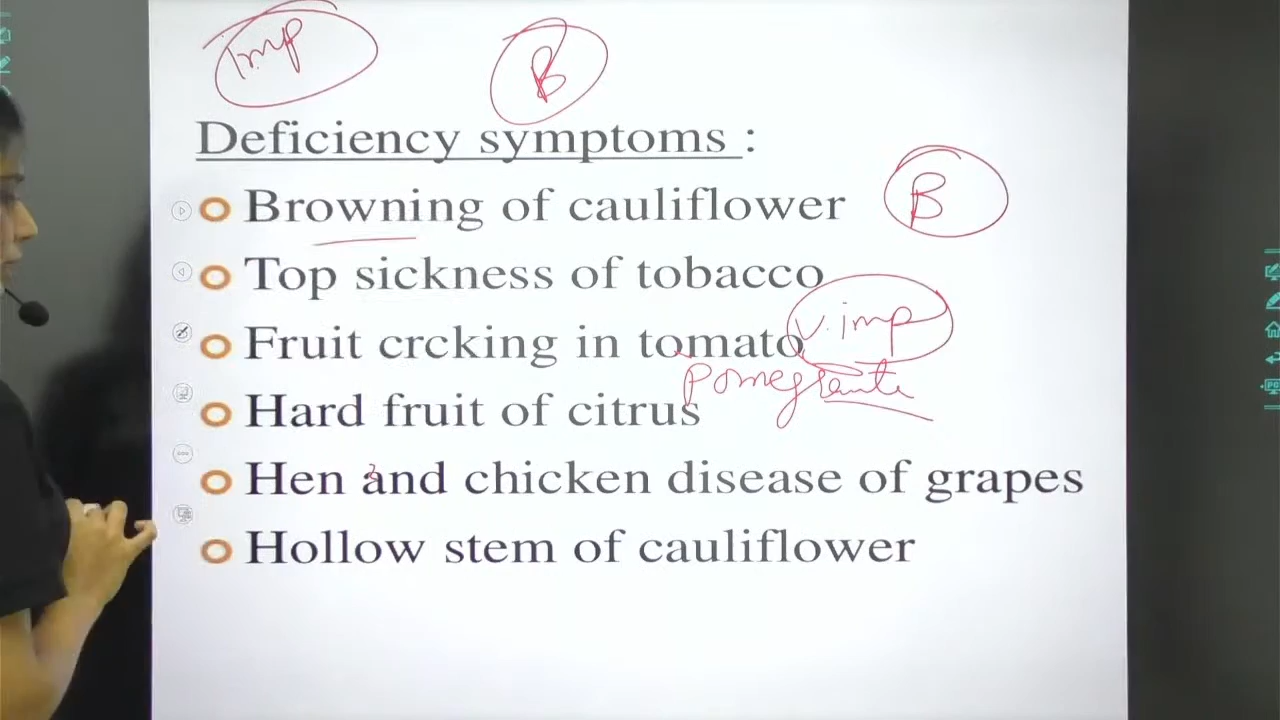 Imp
B
Deficiency symptoms :
Browning of cauliflower B
Top sickness of tobacco
Fruit crcking in tomato v. imp
pomegranate
Hard fruit of citrus
Hen and chicken disease of grapes
Hollow stem of cauliflower